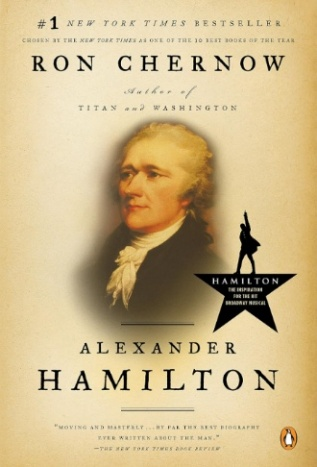 #1 NEW YORK TIMES BESTSELLER
CHOSEN BY THE NEW YORK TIMES AS ONE OF THE 10 BEST BOOKS OF THE YEAR
RON CHERNOW
Author of
TITAN and WASHINGTON
HAMILTON
THE INSPIRATION
FOR THE HIT
BROADWAY MUSICAL
ALEXANDER
HAMILTON
"MOVING AND MASTERLY . . . BY FAR THE BEST BIOGRAPHY
EVER WRITTEN ABOUT THE MAN."
—THE NEW YORK TIMES BOOK REVIEW